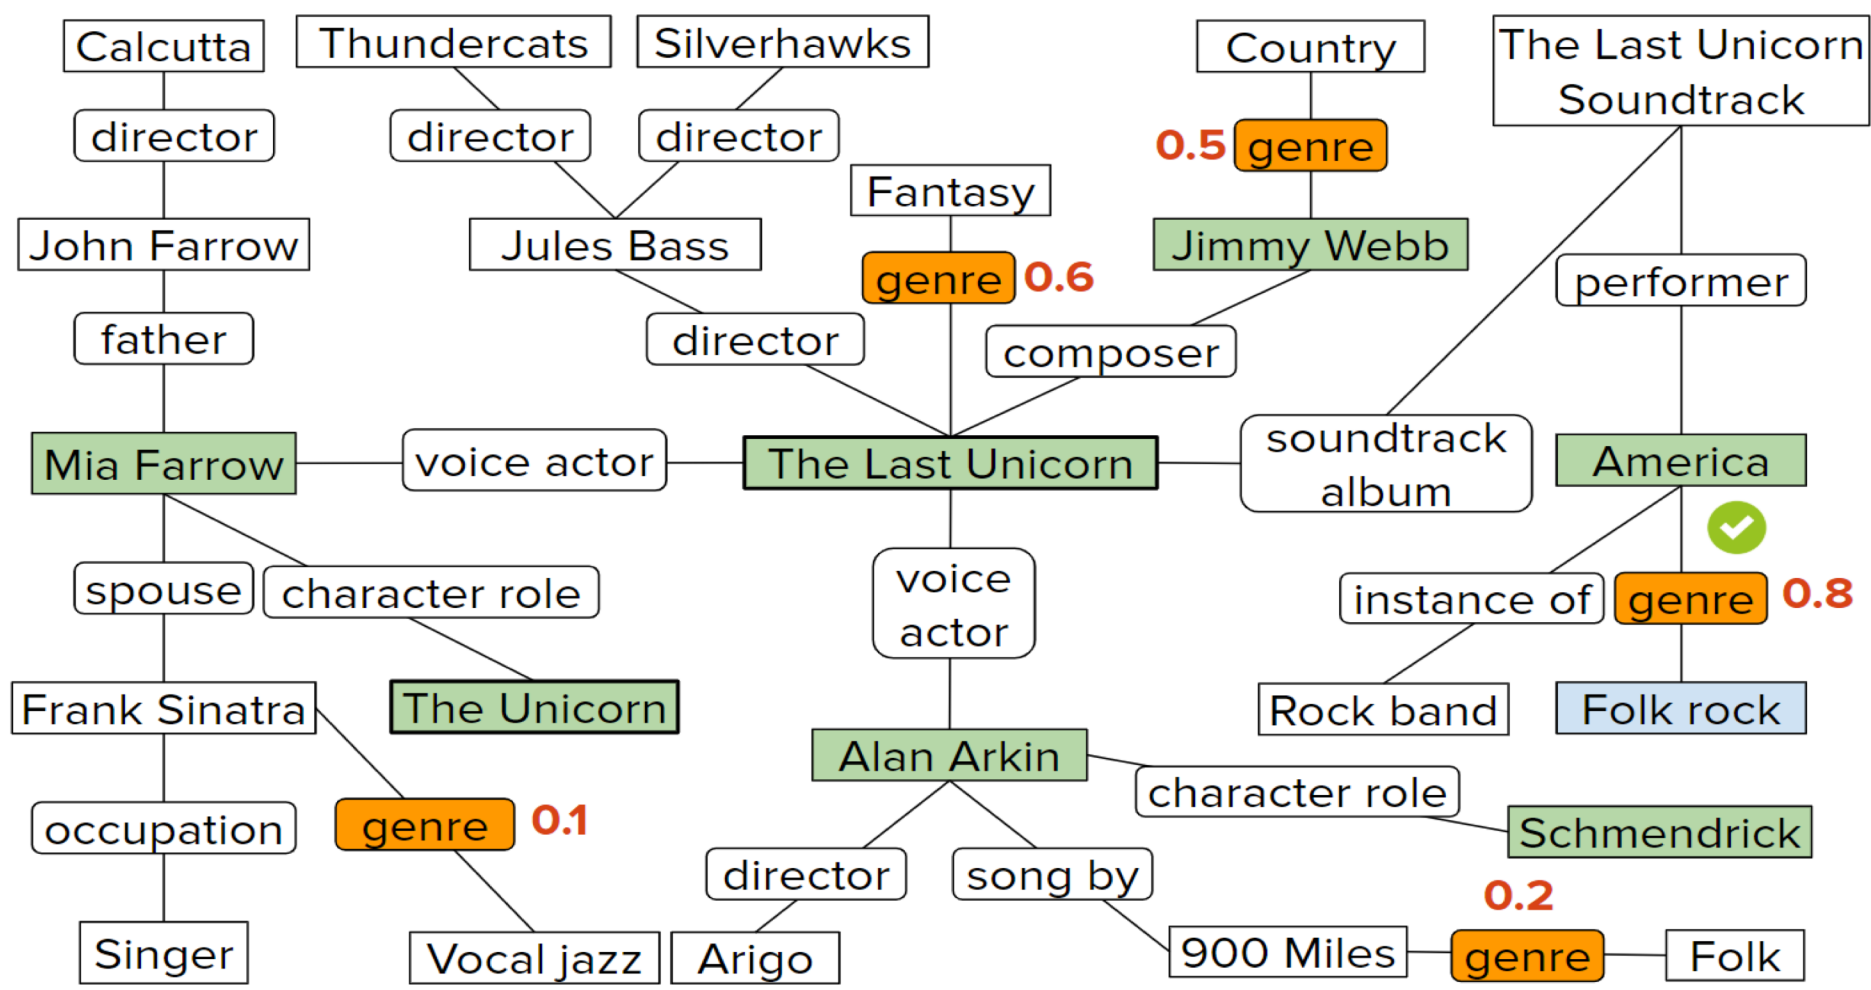 Calcutta
Thundercats
Silverhawks
Country
The Last Unicorn
Soundtrack
director
director
director
0.5 genre
Fantasy
John Farrow
Jules Bass
Jimmy Webb
genre 0.6
performer
father
director
composer
Mia Farrow
voice actor
The Last Unicorn
soundtrack
album
America
spouse
character role
voice
actor
instance of
genre 0.8
Frank Sinatra
The Unicorn
Rock band
Folk rock
Alan Arkin
character role
occupation
genre 0.1
Schmendrick
director
song by
0.2
Singer
Vocal jazz
Arigo
900 Miles
genre
Folk